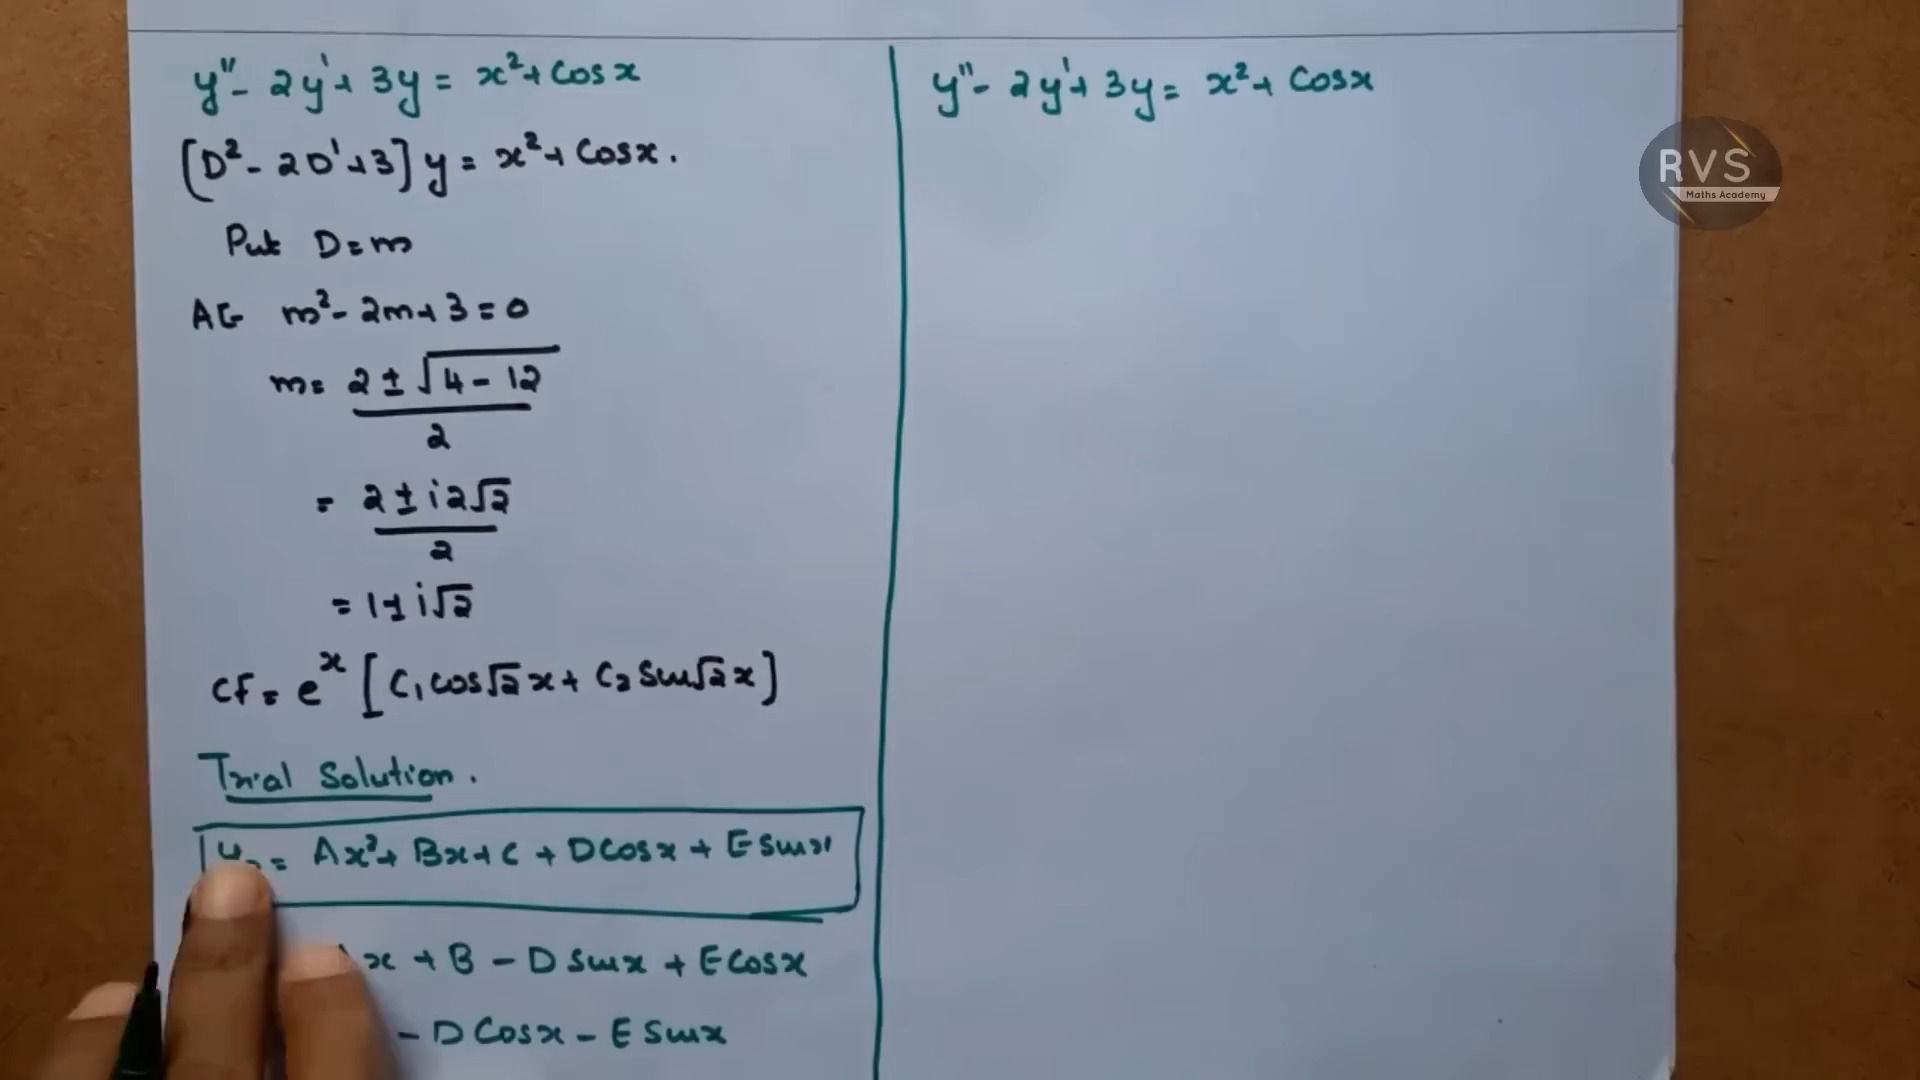 y'' - 2y' + 3y = x² + Cos x
[D² - 2D' + 3] y = x² + Cos x.
Put D = m
AE m² - 2m + 3 = 0
m = 2 ± √4 - 12
2
= 2 ± i 2√2
2
= 1 ± i√2
CF = e^x [C₁ cos √2 x + C₂ Sin √2 x]
Trial Solution.
= Ax² + Bx + C + D Cos x + E Sin x
x + B - D Sin x + E Cos x
- D Cos x - E Sin x
y'' - 2y' + 3y = x² + Cos x
RVS
Maths Academy